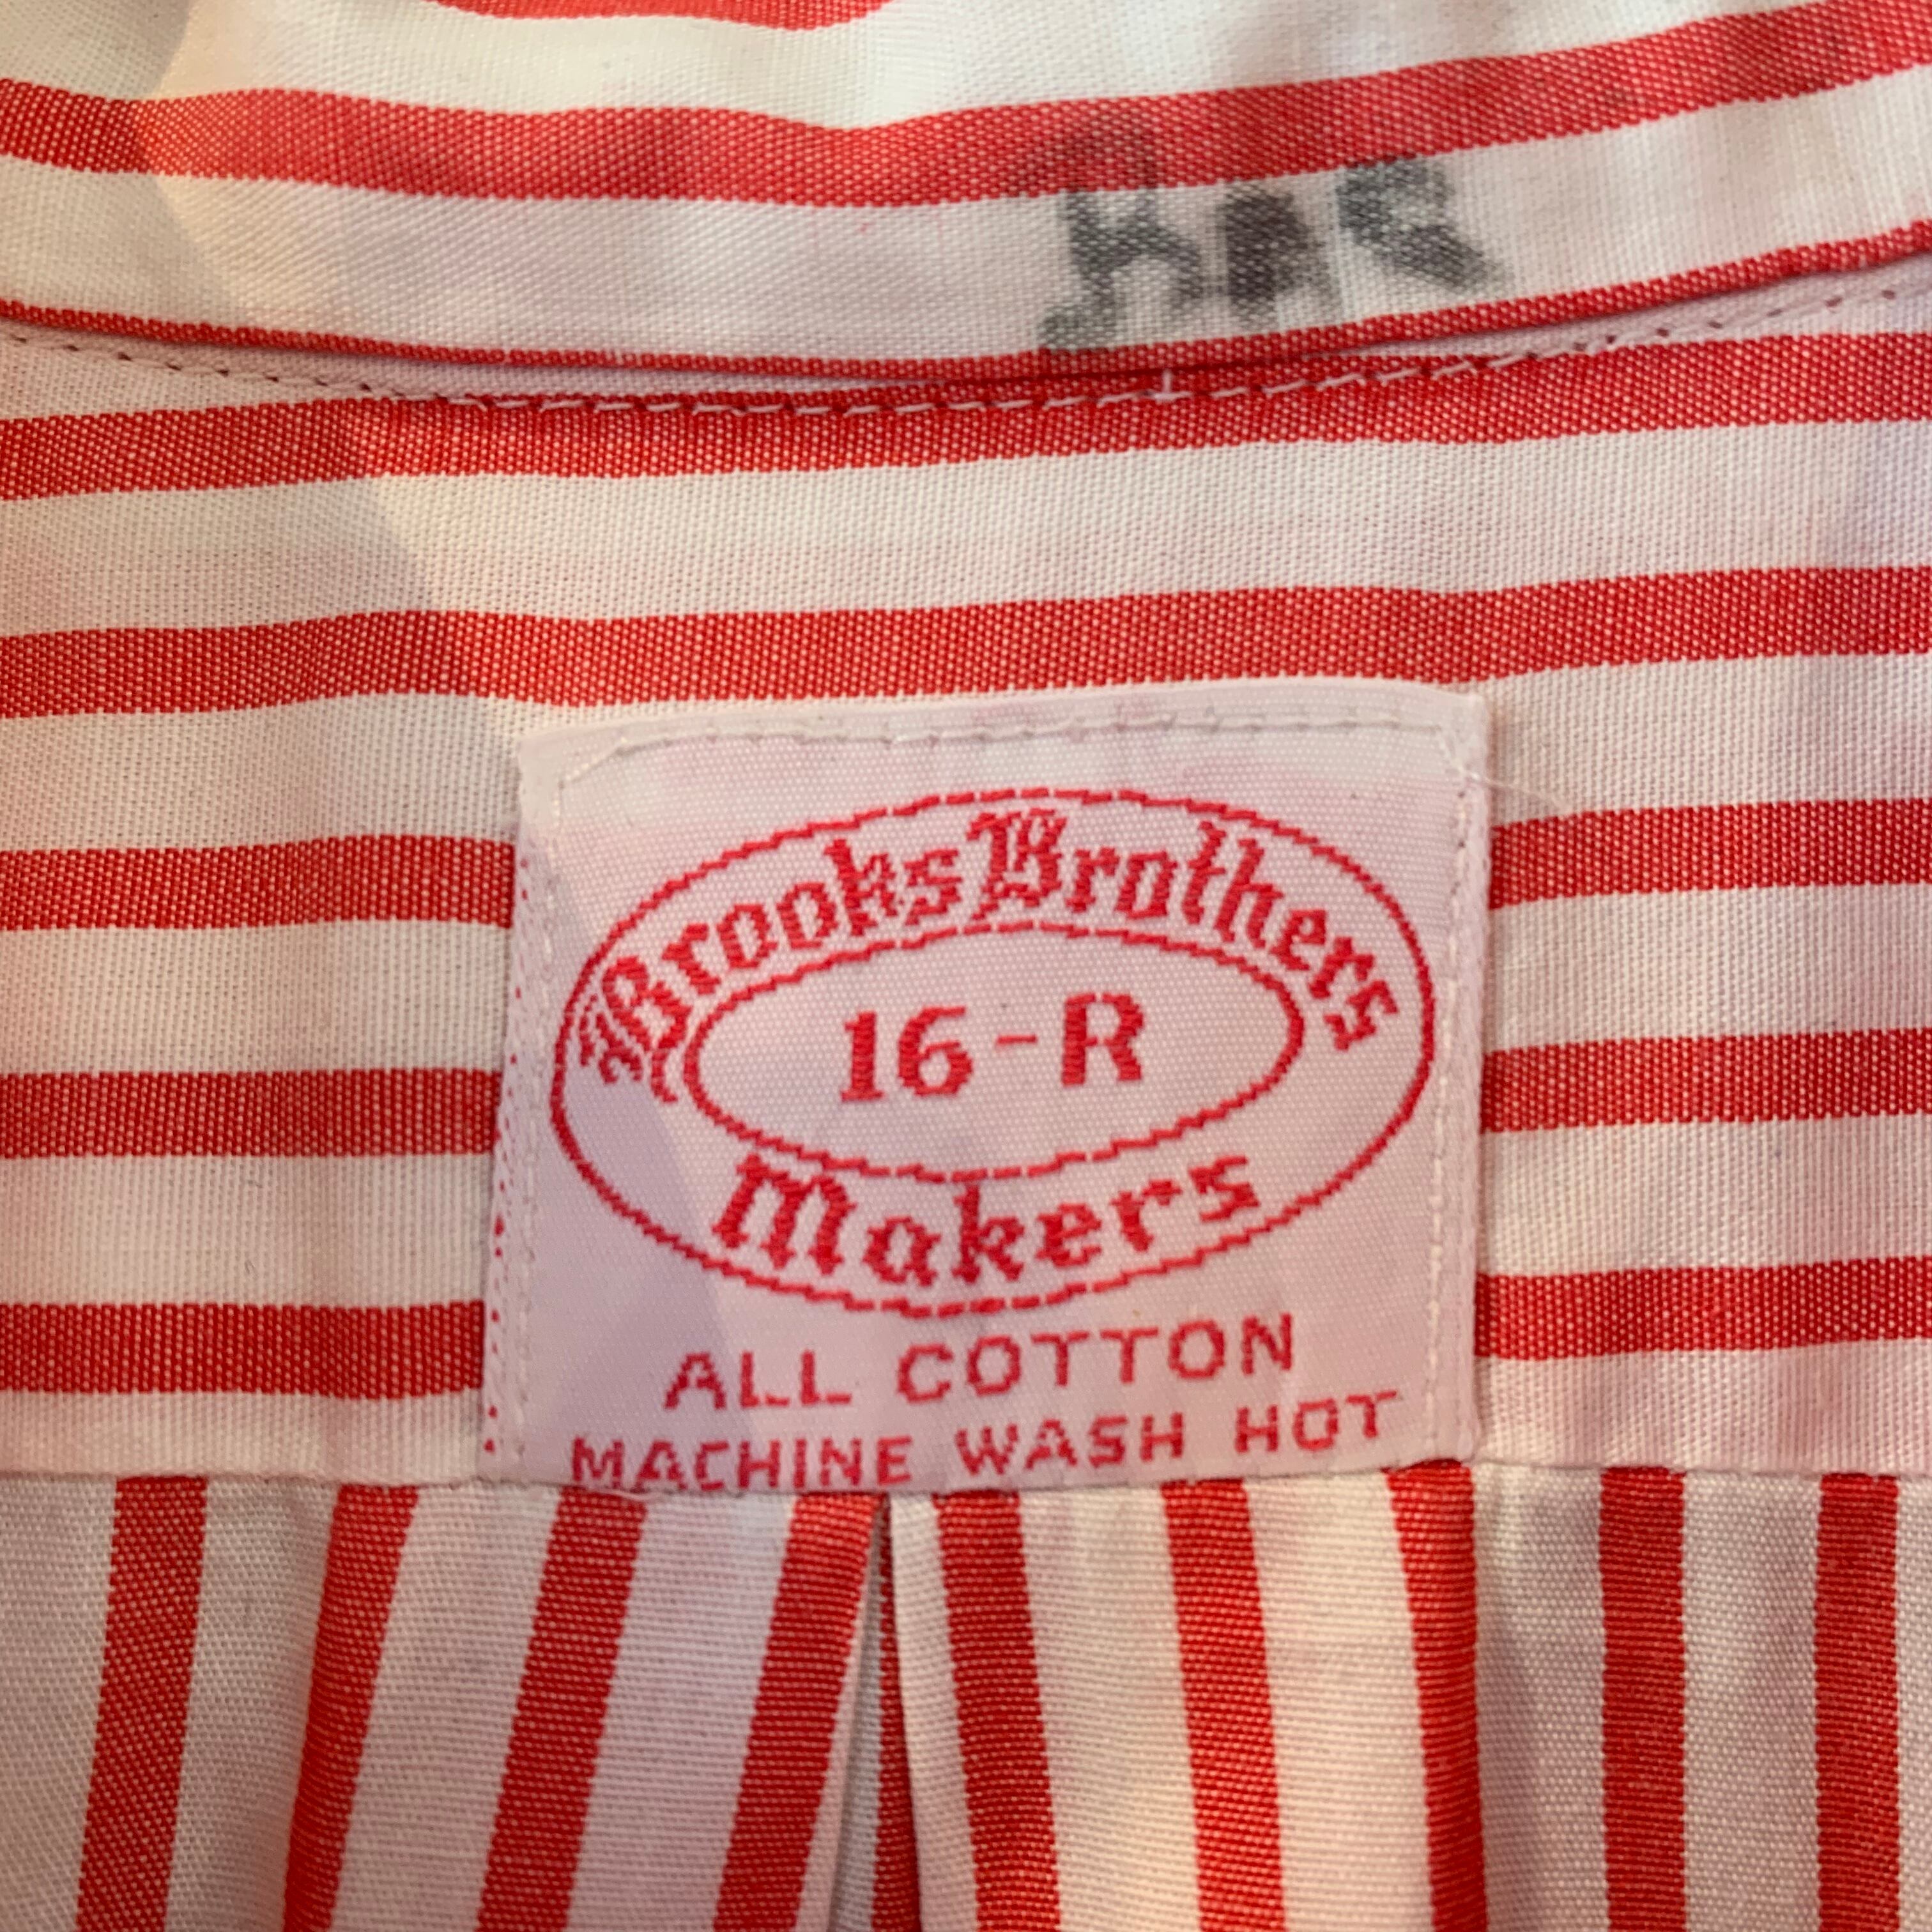 Brooks Brothers
16-R
Makers
ALL COTTON
MACHINE WASH HOT